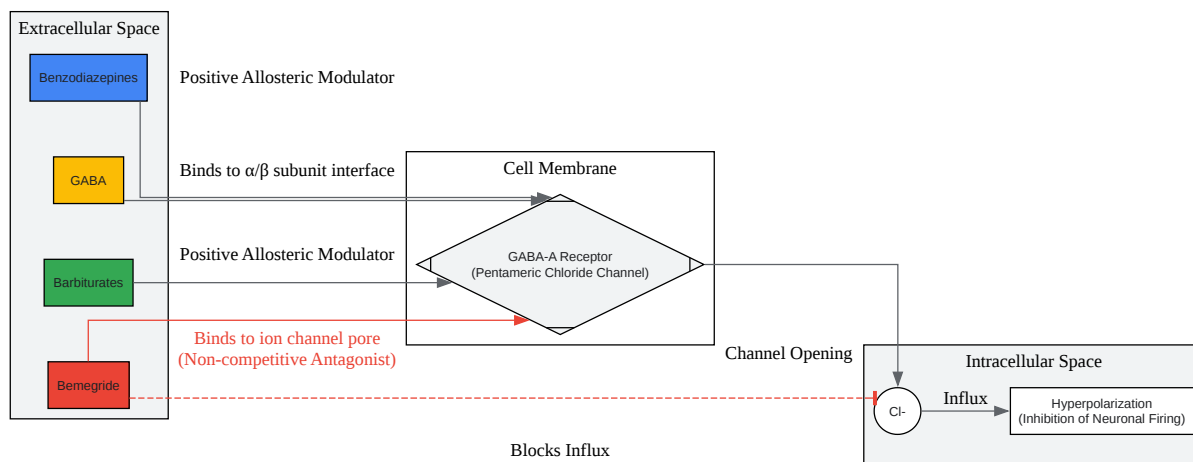 Extracellular Space
Benzodiazepines
Positive Allosteric Modulator
GABA
Binds to α/β subunit interface
Cell Membrane
Barbiturates
Positive Allosteric Modulator
GABA-A Receptor
(Pentameric Chloride Channel)
Binds to ion channel pore
(Non-competitive Antagonist)
Bemegride
Channel Opening
Intracellular Space
Cl-
Influx
Hyperpolarization
(Inhibition of Neuronal Firing)
Blocks Influx